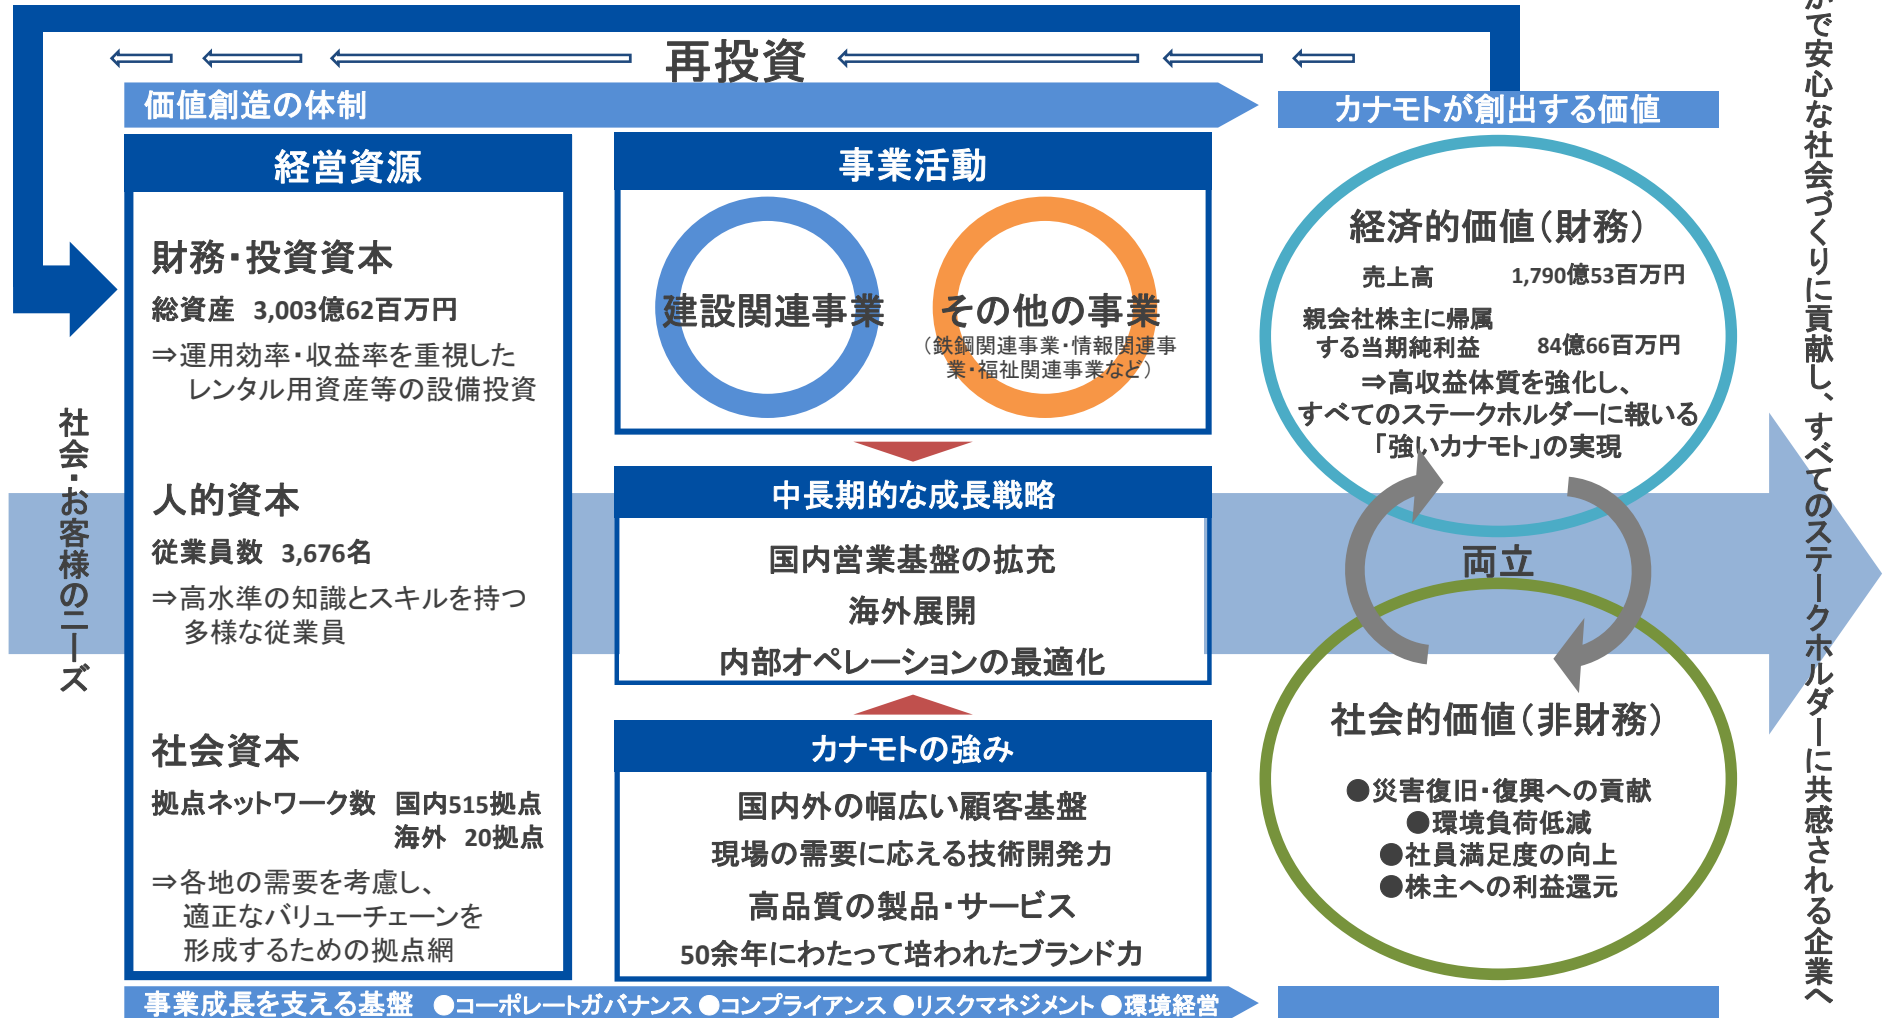 再投資
価値創造の体制
カナモトが創出する価値
社会・お客様のニーズ
経営資源
財務・投資資本
総資産 3,003億62百万円
⇒運用効率・収益率を重視した
レンタル用資産等の設備投資
人的資本
従業員数 3,676名
⇒高水準の知識とスキルを持つ
多様な従業員
社会資本
拠点ネットワーク数 国内515拠点
海外 20拠点
⇒各地の需要を考慮し、
適正なバリューチェーンを
形成するための拠点網
事業活動
建設関連事業
その他の事業
（鉄鋼関連事業・情報関連事
業・福祉関連事業など）
中長期的な成長戦略
国内営業基盤の拡充
海外展開
内部オペレーションの最適化
カナモトの強み
国内外の幅広い顧客基盤
現場の需要に応える技術開発力
高品質の製品・サービス
50余年にわたって培われたブランド力
経済的価値（財務）
売上高 1,790億53百万円
親会社株主に帰属
する当期純利益 84億66百万円
⇒高収益体質を強化し、
すべてのステークホルダーに報いる
「強いカナモト」の実現
両立
社会的価値（非財務）
●災害復旧・復興への貢献
●環境負荷低減
●社員満足度の向上
●株主への利益還元
かで安心な社会づくりに貢献し、すべてのステークホルダーに共感される企業へ
事業成長を支える基盤 ●コーポレートガバナンス ●コンプライアンス ●リスクマネジメント ●環境経営